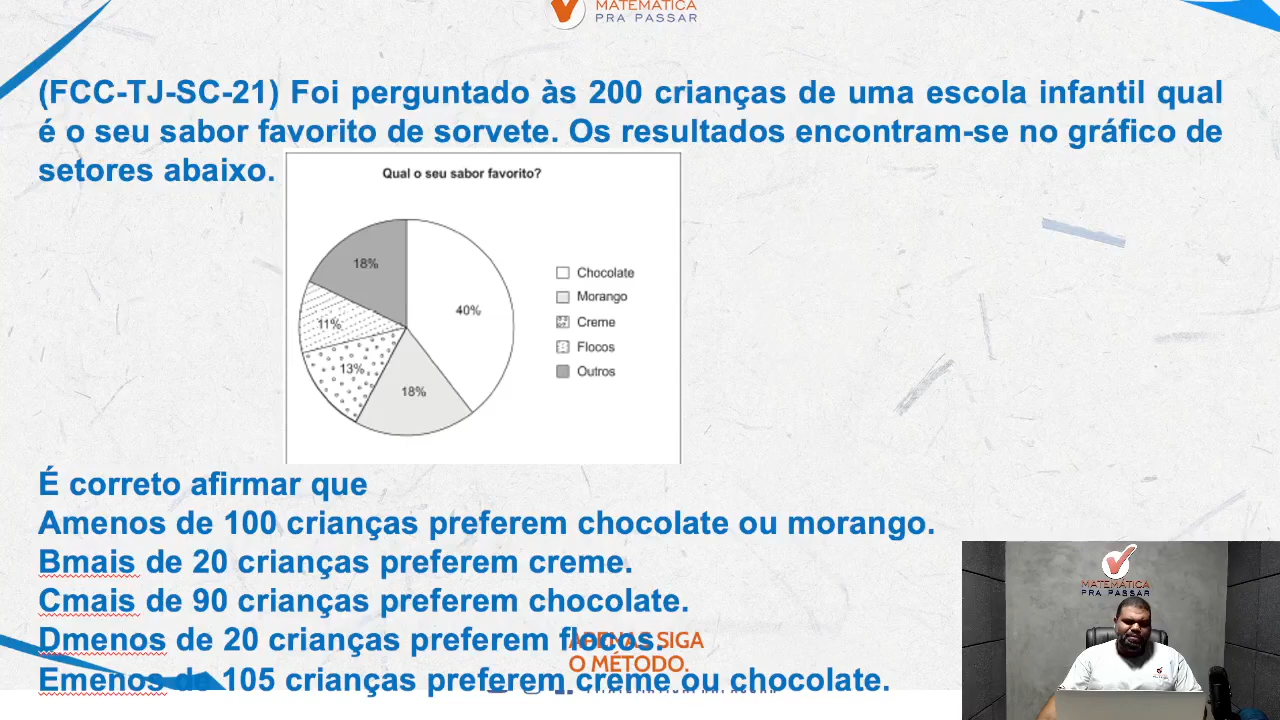 MATEMÁTICA
PRA PASSAR
(FCC-TJ-SC-21) Foi perguntado às 200 crianças de uma escola infantil qual
é o seu sabor favorito de sorvete. Os resultados encontram-se no gráfico de
setores abaixo.
Qual o seu sabor favorito?
18%
40%
11%
13%
18%
Chocolate
Morango
Creme
Flocos
Outros
É correto afirmar que
Amenos de 100 crianças preferem chocolate ou morango.
Bmais de 20 crianças preferem creme.
Cmais de 90 crianças preferem chocolate.
Dmenos de 20 crianças preferem flocos.
APENAS SIGA
O MÉTODO.
Emenos de 105 crianças preferem creme ou chocolate.
MATEMÁTICA
PRA PASSAR